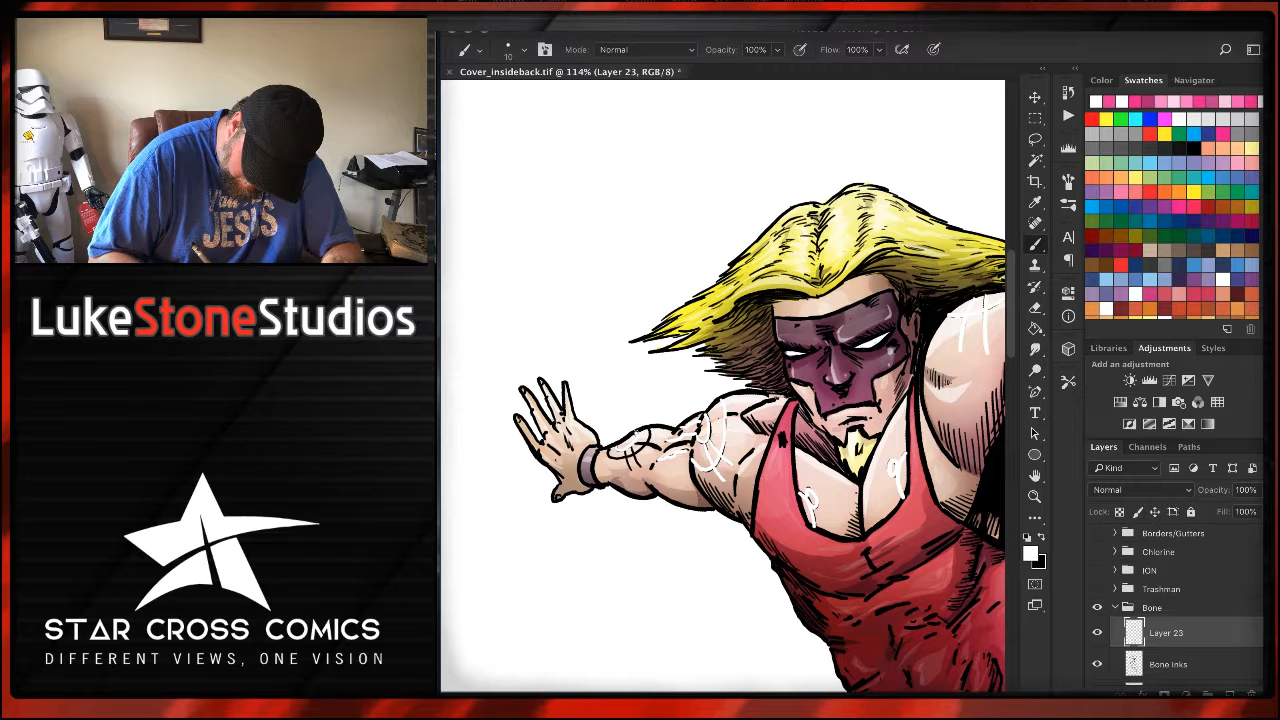 Mode: Normal Opacity: 100% Flow: 100%
10
Cover_insideback.tif @ 114% (Layer 23, RGB/8) *
Color Swatches Navigator
JESUS
LukeStoneStudios
STAR CROSS COMICS
DIFFERENT VIEWS, ONE VISION
Libraries Adjustments Styles
Add an adjustment
Layers Channels Paths
Kind
Normal Opacity: 100%
Lock: Fill: 100%
Borders/Gutters
Chlorine
ION
Trashman
Bone
Layer 23
Bone Inks